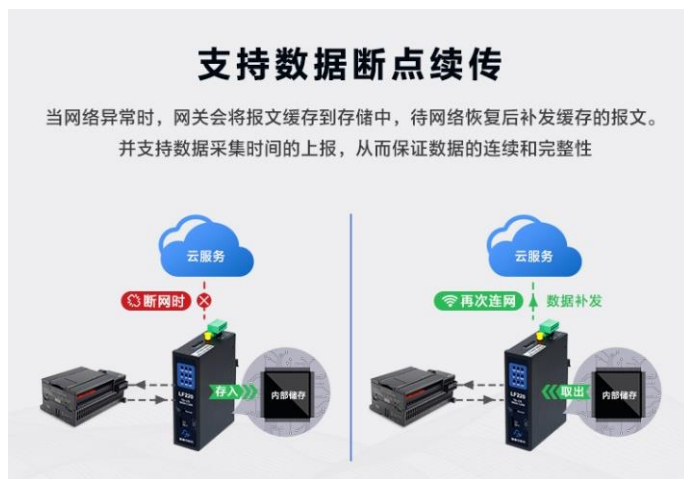 支持数据断点续传
当网络异常时，网关会将报文缓存到存储中，待网络恢复后补发缓存的报文。
并支持数据采集时间的上报，从而保证数据的连续和完整性
云服务
断网时
LF220
存入
内部储存
云服务
再次连网
数据补发
LF220
取出
内部储存